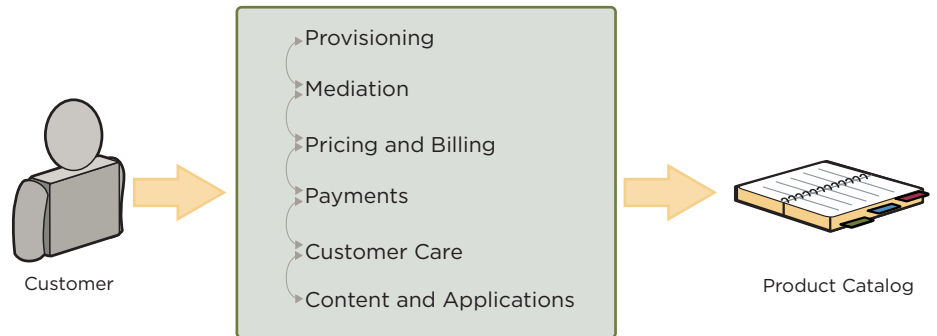 Provisioning
Mediation
Pricing and Billing
Payments
Customer Care
Content and Applications
Customer
Product Catalog